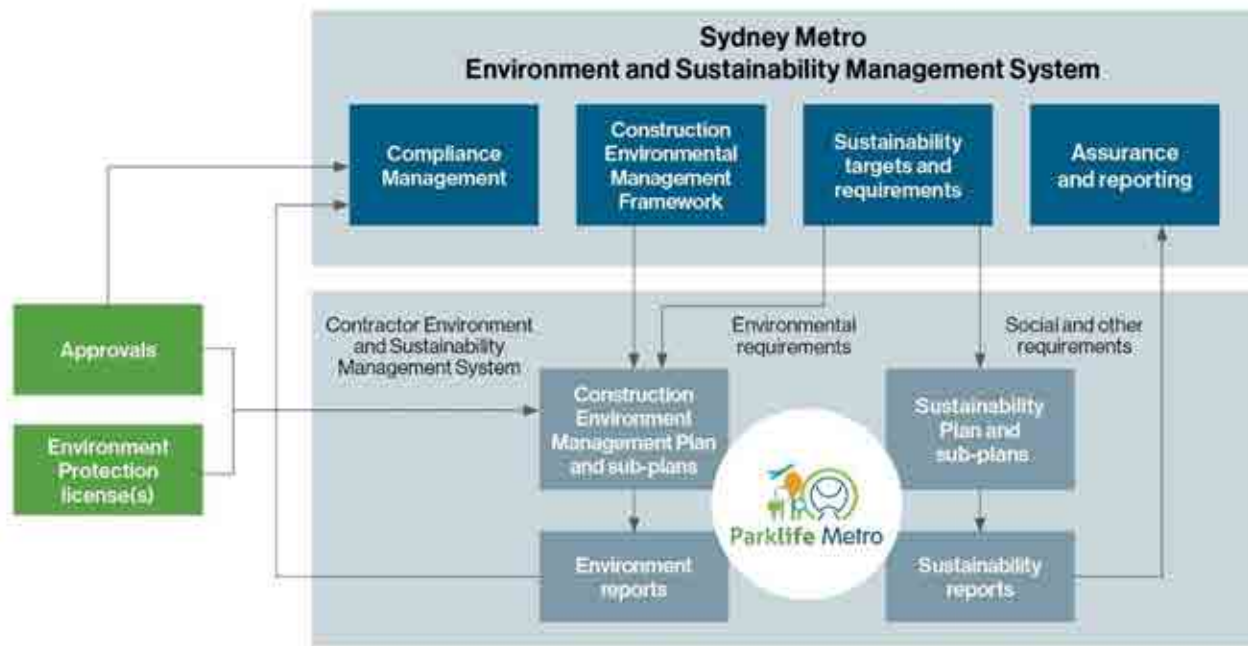 Sydney Metro
Environment and Sustainability Management System
Compliance
Management
Construction
Environmental
Management
Framework
Sustainability
targets and
requirements
Assurance
and reporting
Approvals
Environment
Protection
license(s)
Contractor Environment
and Sustainability
Management System
Environmental
requirements
Social and other
requirements
Construction
Environment
Management Plan
and sub-plans
Sustainability
Plan and
sub-plans
Parklife Metro
Environment
reports
Sustainability
reports